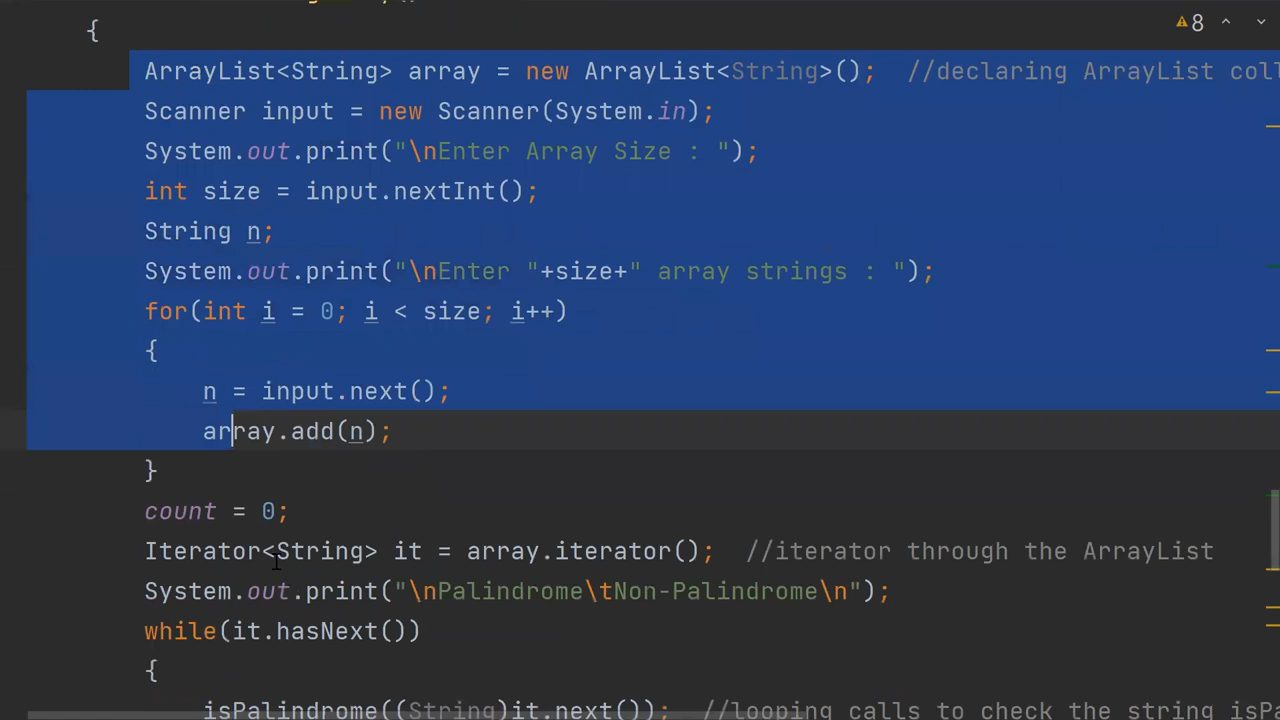 8
{
ArrayList<String> array = new ArrayList<String>(); //declaring ArrayList
Scanner input = new Scanner(System.in);
System.out.print("\nEnter Array Size : ");
int size = input.nextInt();
String n;
System.out.print("\nEnter "+size+" array strings : ");
for(int i = 0; i < size; i++)
{
n = input.next();
array.add(n);
}
count = 0;
Iterator<String> it = array.iterator(); //iterator through the ArrayList
System.out.print("\nPalindrome\tNon-Palindrome\n");
while(it.hasNext())
{
isPalindrome((String)it.next()); //looping calls to check the string